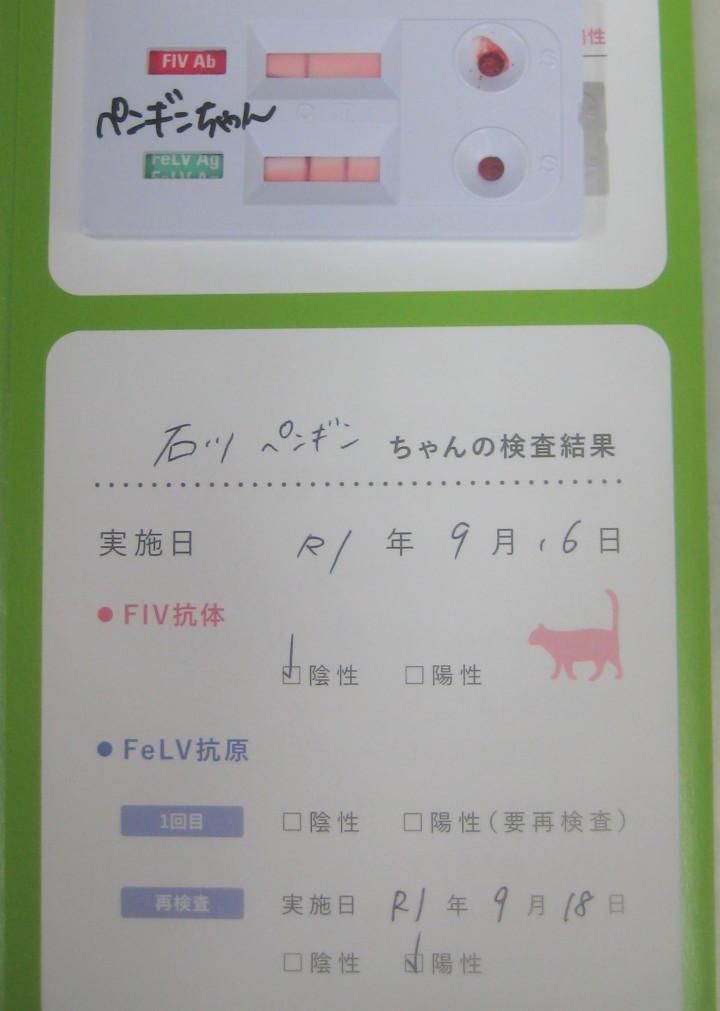 性
FIV Ab
ペンギンちゃん
FeLV Ag
S
S
石川 ペンギン ちゃんの検査結果
実施日 R1 年 9 月 16 日
● FIV抗体
□陰性 □陽性
● FeLV抗原
1回目 □陰性 □陽性(要再検査)
再検査 実施日 R1 年 9 月 18 日
□陰性 □陽性